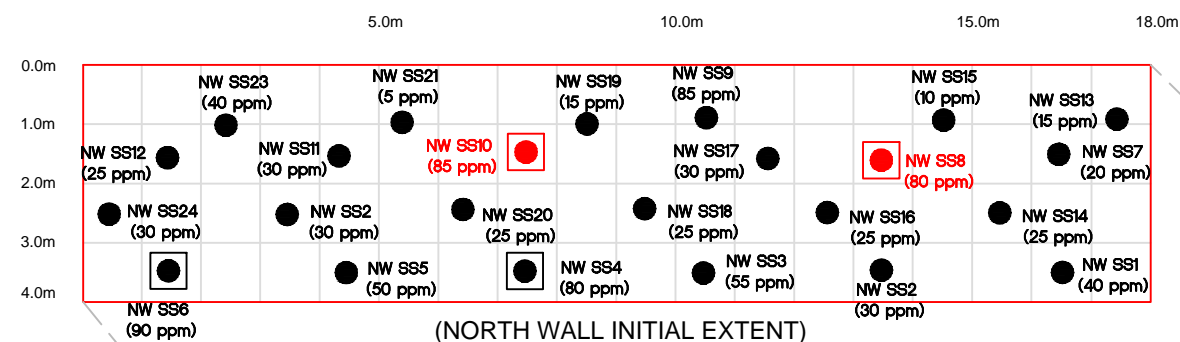 5.0m
10.0m
15.0m
18.0m
0.0m
NW SS23
(40 ppm)
NW SS21
(5 ppm)
NW SS19
(15 ppm)
NW SS9
(85 ppm)
NW SS15
(10 ppm)
NW SS13
(15 ppm)
1.0m
NW SS12
(25 ppm)
NW SS11
(30 ppm)
NW SS10
(85 ppm)
NW SS17
(30 ppm)
NW SS8
(80 ppm)
NW SS7
(20 ppm)
2.0m
NW SS24
(30 ppm)
NW SS2
(30 ppm)
NW SS20
(25 ppm)
NW SS18
(25 ppm)
NW SS16
(25 ppm)
NW SS14
(25 ppm)
3.0m
NW SS5
(50 ppm)
NW SS4
(80 ppm)
NW SS3
(55 ppm)
NW SS2
(30 ppm)
NW SS1
(40 ppm)
4.0m
NW SS6
(90 ppm)
(NORTH WALL INITIAL EXTENT)